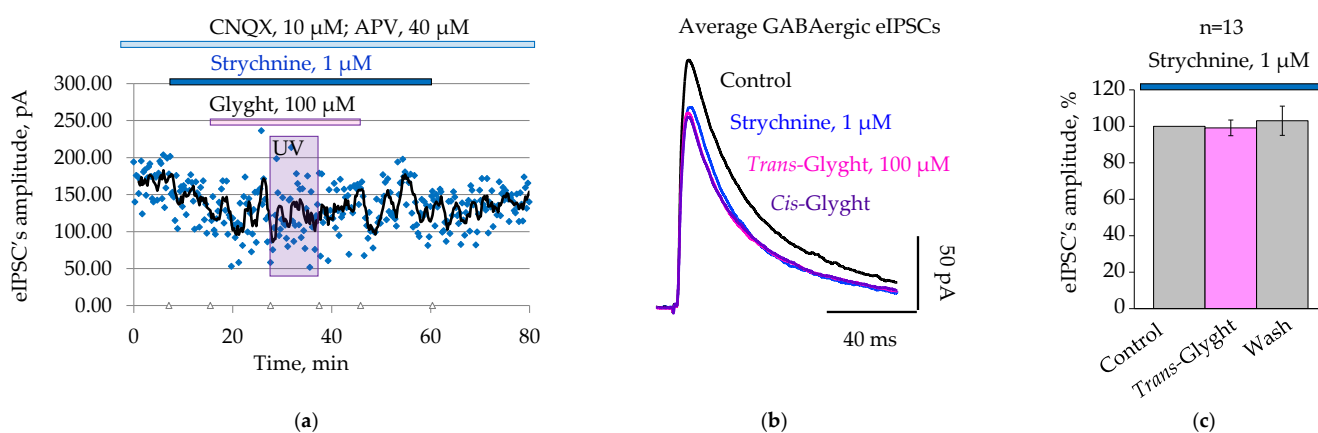 CNQX, 10 µM; APV, 40 µM
Strychnine, 1 µM
Glyght, 100 µM
UV
eIPSC's amplitude, pA
300.00
250.00
200.00
150.00
100.00
50.00
0.00
0
20
40
60
80
Time, min
(a)
Average GABAergic eIPSCs
Control
Strychnine, 1 µM
Trans-Glyght, 100 µM
Cis-Glyght
50 pA
40 ms
(b)
n=13
Strychnine, 1 µM
eIPSC's amplitude, %
120
100
80
60
40
20
0
Control
Trans-Glyght
Wash
(c)